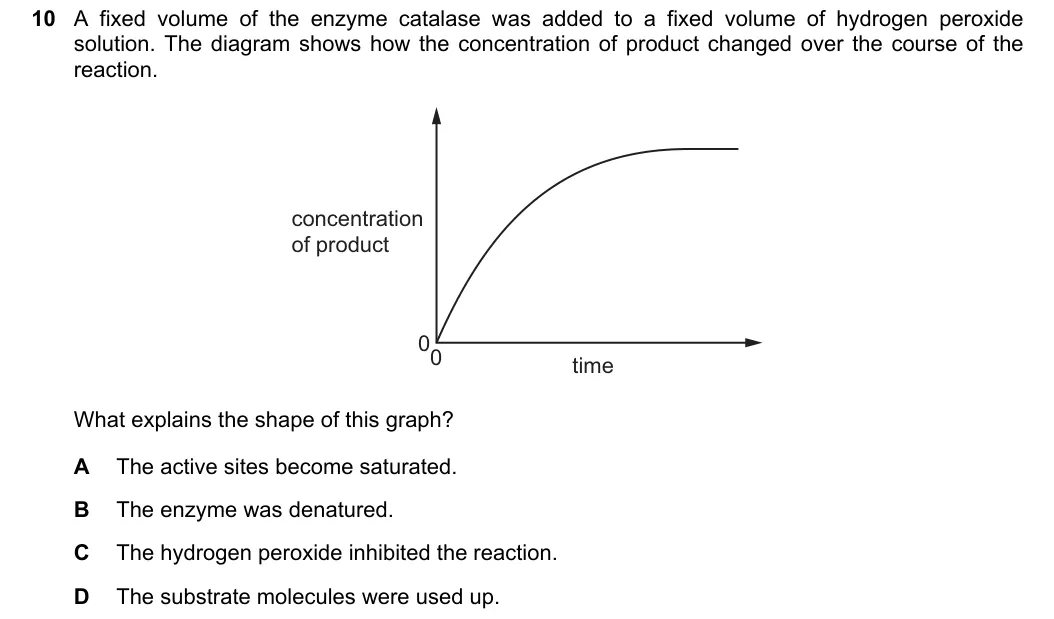 10 A fixed volume of the enzyme catalase was added to a fixed volume of hydrogen peroxide
solution. The diagram shows how the concentration of product changed over the course of the
reaction.
concentration
of product
0
0
time
What explains the shape of this graph?
A The active sites become saturated.
B The enzyme was denatured.
C The hydrogen peroxide inhibited the reaction.
D The substrate molecules were used up.